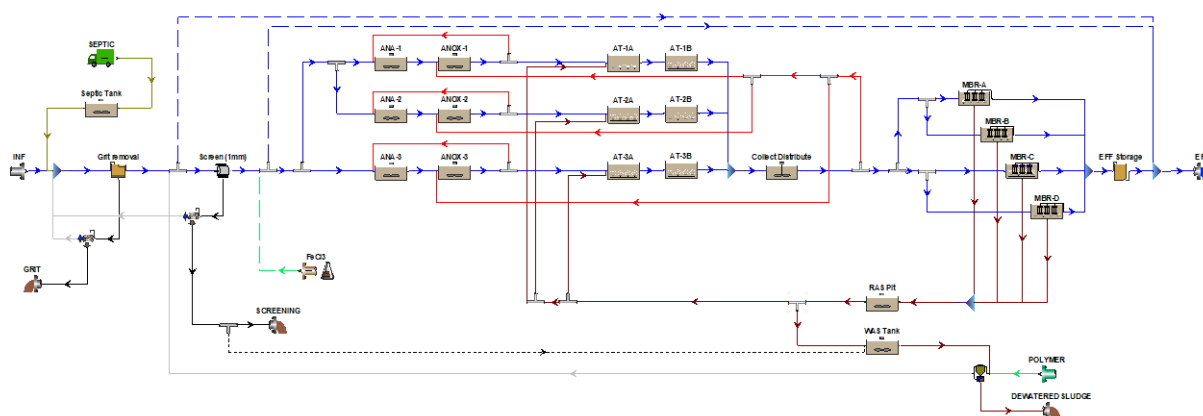 SEPTIC
Septic Tank
INF
Grit removal
Screen (1mm)
GRIT
SCREENING
FeCl3
ANA-1
ANOX-1
AT-1A
AT-1B
ANA-2
ANOX-2
AT-2A
AT-2B
ANA-3
ANOX-3
AT-3A
AT-3B
Collect Distribute
MBR-A
MBR-B
MBR-C
MBR-D
EFF Storage
RAS Pit
WAS Tank
POLYMER
DEWATERED SLUDGE